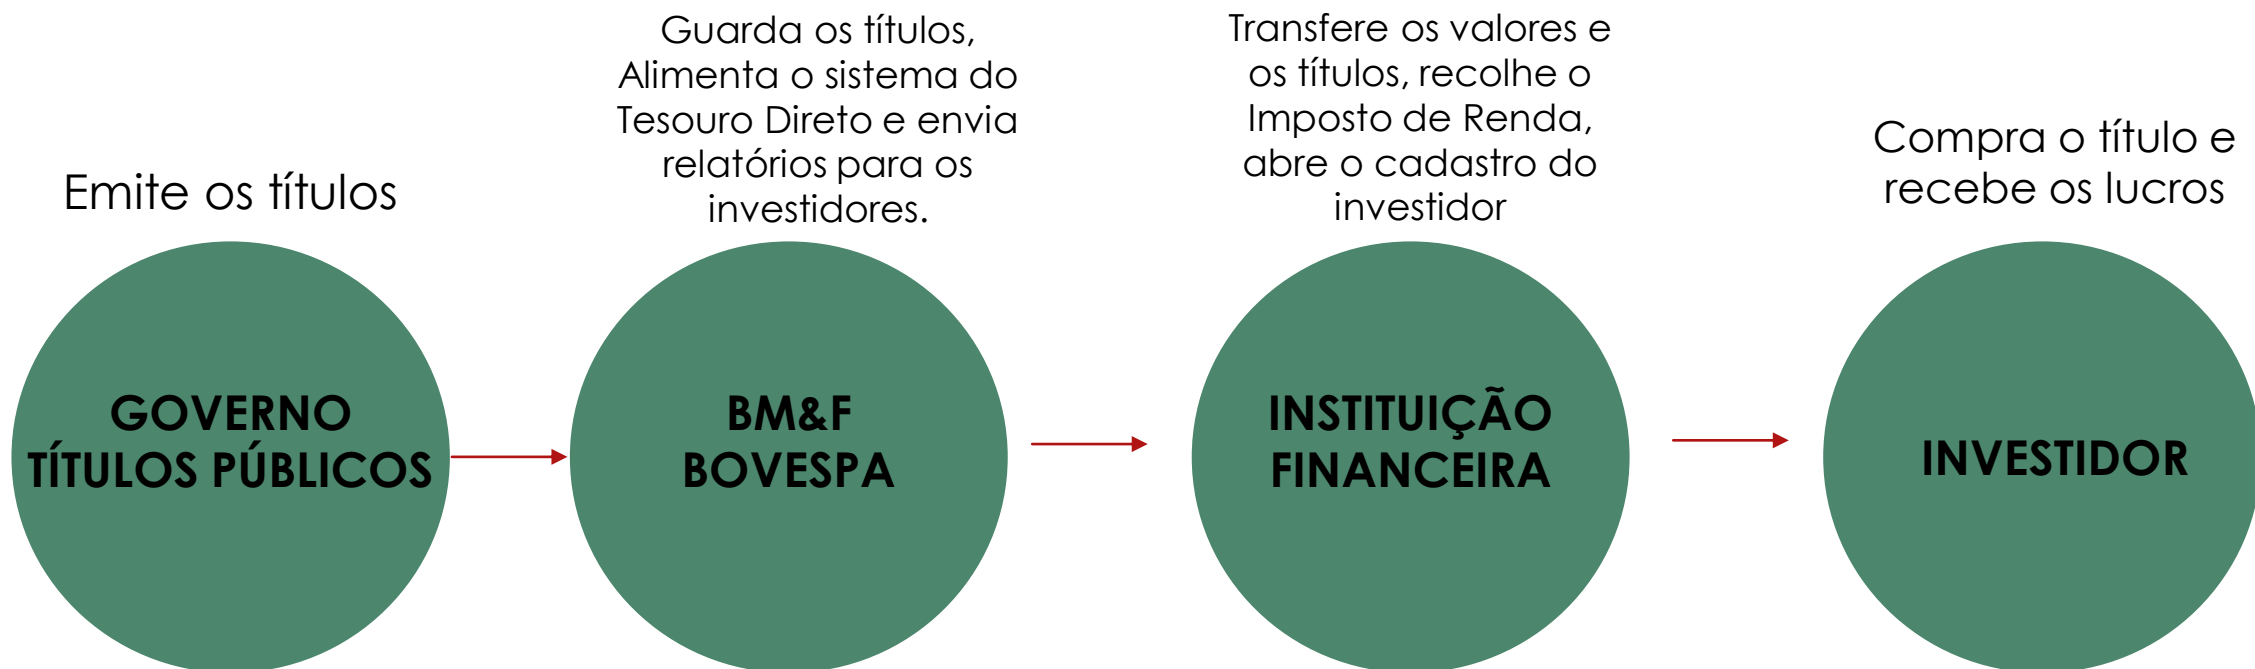 Emite os títulos
GOVERNO
TÍTULOS PÚBLICOS
Guarda os títulos,
Alimenta o sistema do
Tesouro Direto e envia
relatórios para os
investidores.
BM&F
BOVESPA
Transfere os valores e
os títulos, recolhe o
Imposto de Renda,
abre o cadastro do
investidor
INSTITUIÇÃO
FINANCEIRA
Compra o título e
recebe os lucros
INVESTIDOR